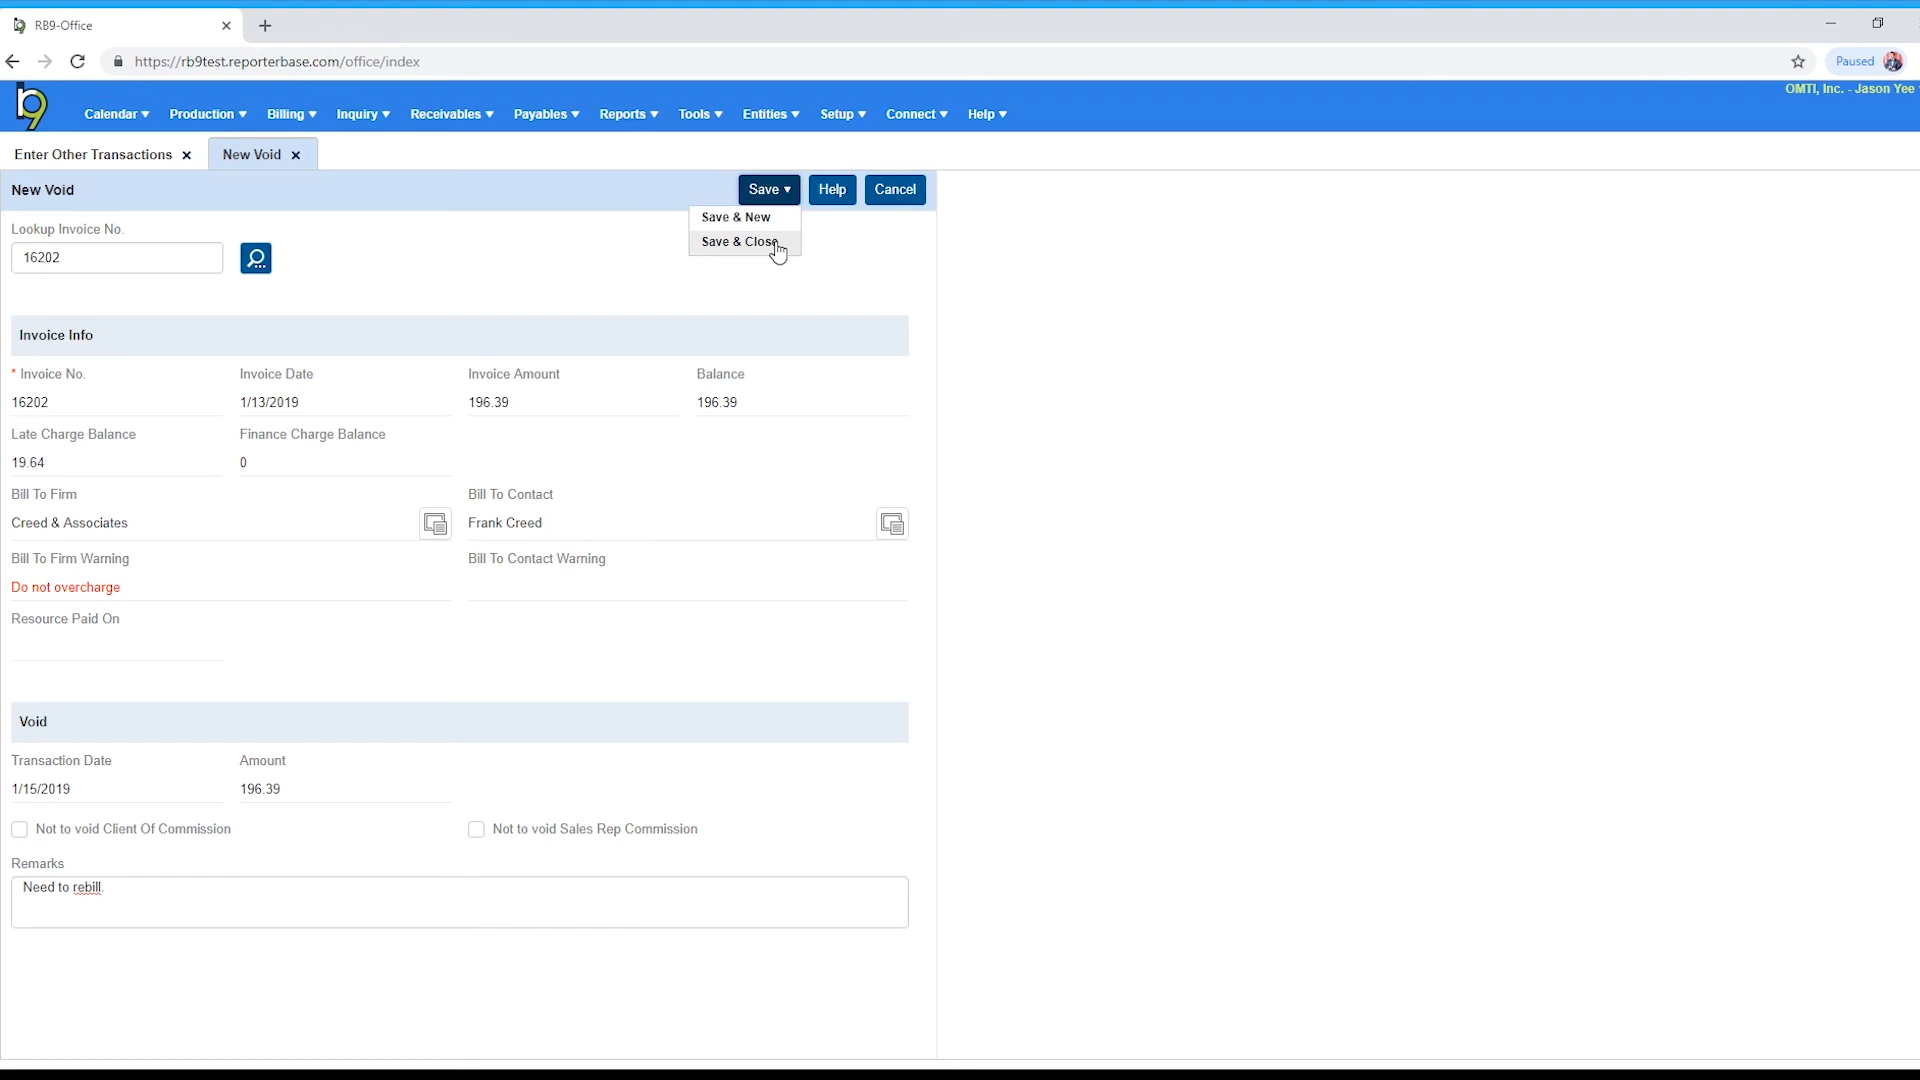 RB9-Office
https://rb9test.reporterbase.com/office/index
Paused
b9
OMTI, Inc. - Jason Yee
Calendar Production Billing Inquiry Receivables Payables Reports Tools Entities Setup Connect Help
Enter Other Transactions New Void
New Void Save Help Cancel
Save & New
Save & Close
Lookup Invoice No.
16202
Invoice Info
* Invoice No. Invoice Date Invoice Amount Balance
16202 1/13/2019 196.39 196.39
Late Charge Balance Finance Charge Balance
19.64 0
Bill To Firm Bill To Contact
Creed & Associates Frank Creed
Bill To Firm Warning Bill To Contact Warning
Do not overcharge
Resource Paid On
Void
Transaction Date Amount
1/15/2019 196.39
Not to void Client Of Commission Not to void Sales Rep Commission
Remarks
Need to rebill.